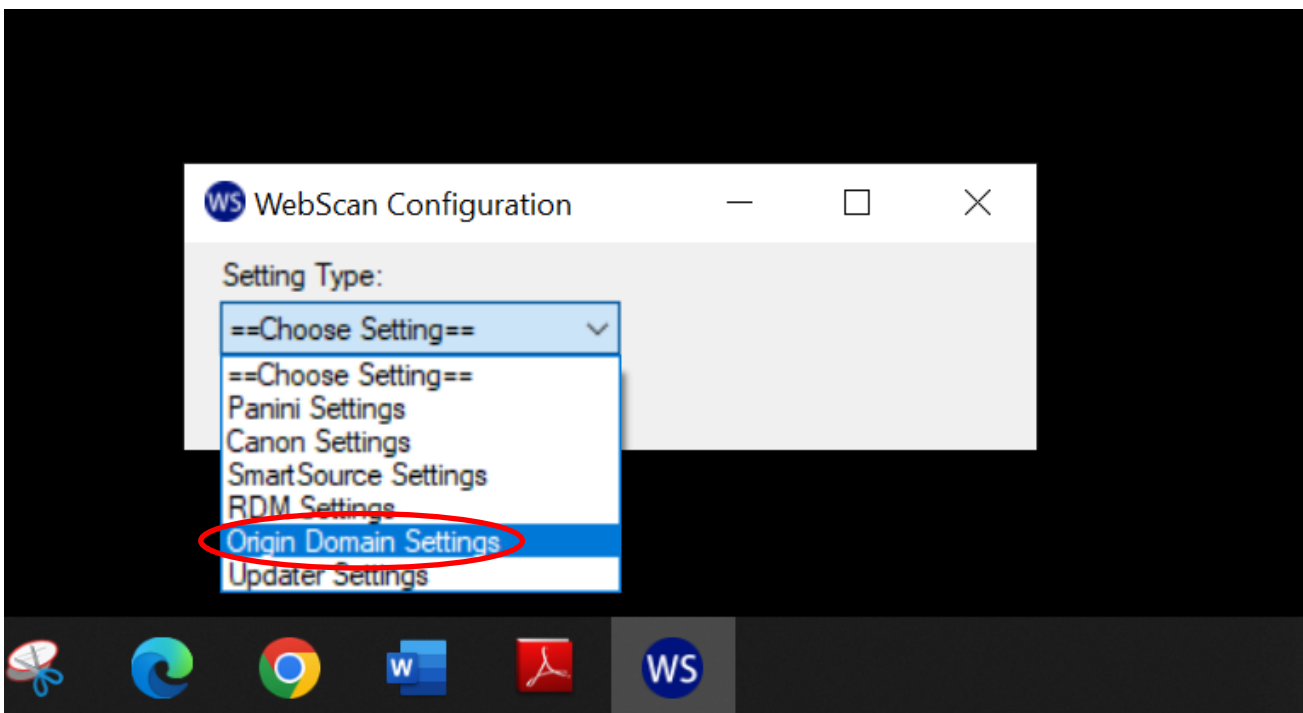 WS WebScan Configuration
Setting Type:
==Choose Setting==
==Choose Setting==
Panini Settings
Canon Settings
SmartSource Settings
RDM Settings
Origin Domain Settings
Updater Settings
W WS